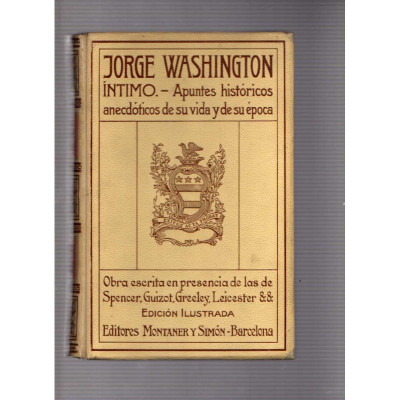 JORGE WASHINGTON
ÍNTIMO.- Apuntes históricos
anecdóticos de su vida y de su época
Obra escrita en presencia de las de
Spencer, Guizot, Greeley, Leicester &&
EDICIÓN ILUSTRADA
Editores MONTANER Y SIMÓN-Barcelona